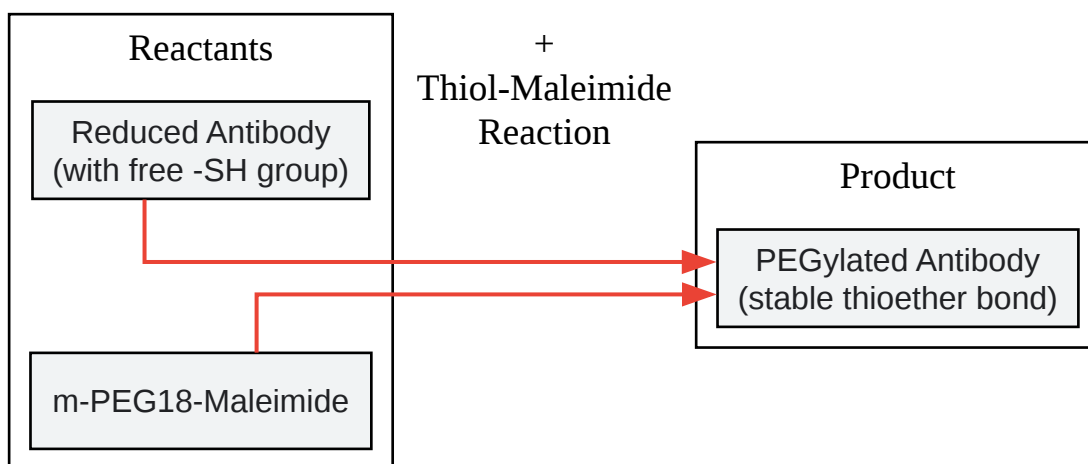 Reactants
Reduced Antibody
(with free -SH group)
m-PEG18-Maleimide
+
Thiol-Maleimide
Reaction
Product
PEGylated Antibody
(stable thioether bond)